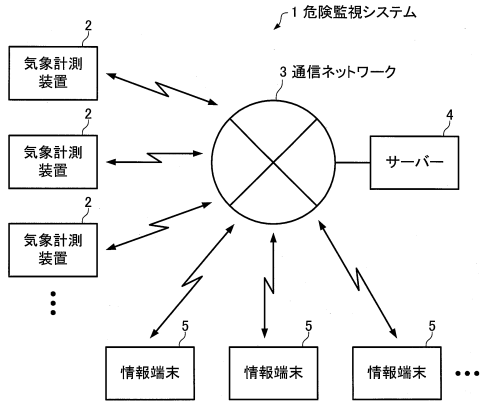 1 危険監視システム
2
気象計測
装置
3 通信ネットワーク
2
気象計測
装置
4
サーバー
2
気象計測
装置
5
情報端末
5
情報端末
5
情報端末